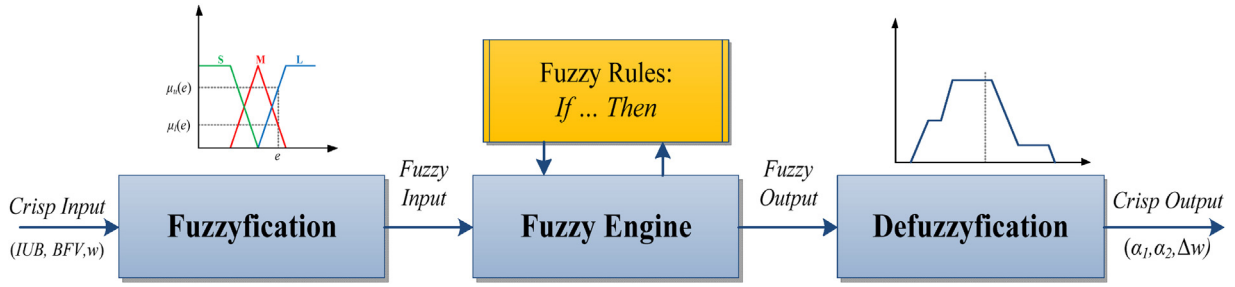 S M L
μᵤ(e)
μₗ(e)
e
Fuzzy Rules:
If ... Then
Crisp Input
(IUB, BFV,w)
Fuzzyfication
Fuzzy
Input
Fuzzy Engine
Fuzzy
Output
Defuzzyfication
Crisp Output
(α₁,α₂,Δw)